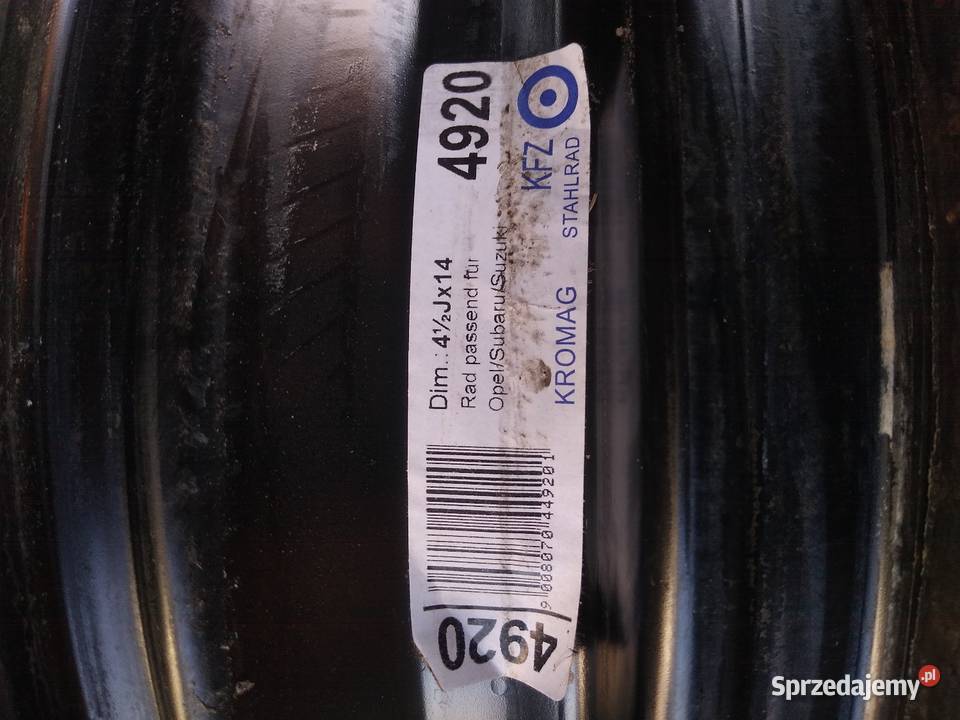 4920
KFZ
STAHLRAD
Dim.: 4½Jx14
Rad passend für
Opel/Subaru/Suzuki
KROMAG
9 008070 449201
4920
Sprzedajemy.pl